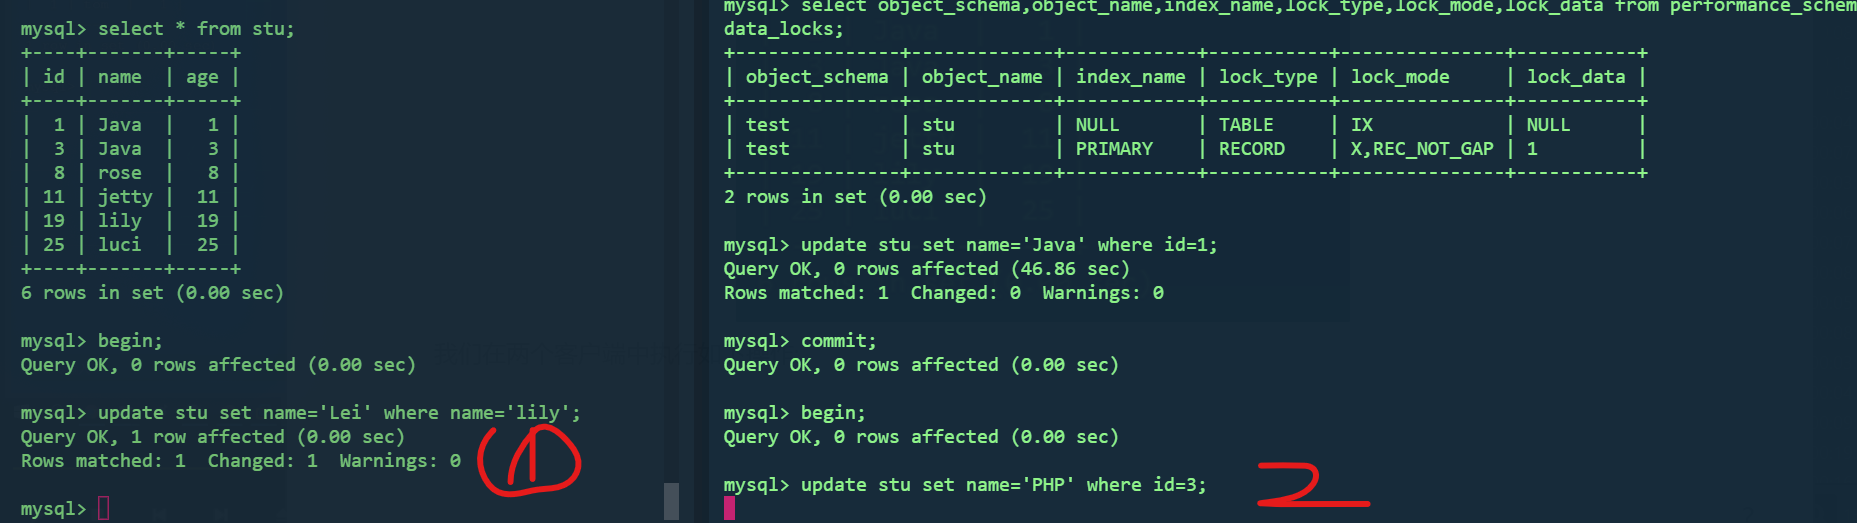 mysql> select * from stu;
+----+-------+-----+
| id | name  | age |
+----+-------+-----+
|  1 | Java  |   1 |
|  3 | Java  |   3 |
|  8 | rose  |   8 |
| 11 | jetty |  11 |
| 19 | lily  |  19 |
| 25 | luci  |  25 |
+----+-------+-----+
6 rows in set (0.00 sec)
mysql> begin;
Query OK, 0 rows affected (0.00 sec)
mysql> update stu set name='Lei' where name='lily';
Query OK, 1 row affected (0.00 sec)
Rows matched: 1  Changed: 1  Warnings: 0
1
mysql>
mysql> select object_schema,object_name,index_name,lock_type,lock_mode,lock_data from performance_schem
data_locks;
+---------------+-------------+------------+-----------+---------------+-----------+
| object_schema | object_name | index_name | lock_type | lock_mode     | lock_data |
+---------------+-------------+------------+-----------+---------------+-----------+
| test          | stu         | NULL       | TABLE     | IX            | NULL      |
| test          | stu         | PRIMARY    | RECORD    | X,REC_NOT_GAP | 1         |
+---------------+-------------+------------+-----------+---------------+-----------+
2 rows in set (0.00 sec)
mysql> update stu set name='Java' where id=1;
Query OK, 0 rows affected (46.86 sec)
Rows matched: 1  Changed: 0  Warnings: 0
mysql> commit;
Query OK, 0 rows affected (0.00 sec)
mysql> begin;
Query OK, 0 rows affected (0.00 sec)
mysql> update stu set name='PHP' where id=3;
2